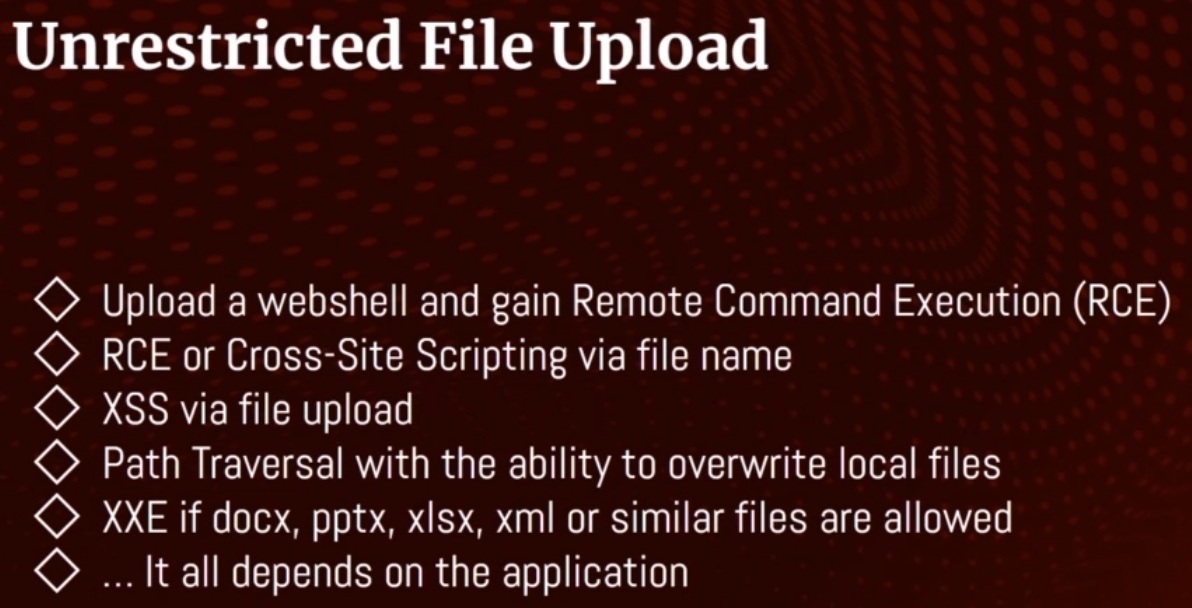 Unrestricted File Upload
Upload a webshell and gain Remote Command Execution (RCE)
RCE or Cross-Site Scripting via file name
XSS via file upload
Path Traversal with the ability to overwrite local files
XXE if docx, pptx, xlsx, xml or similar files are allowed
... It all depends on the application